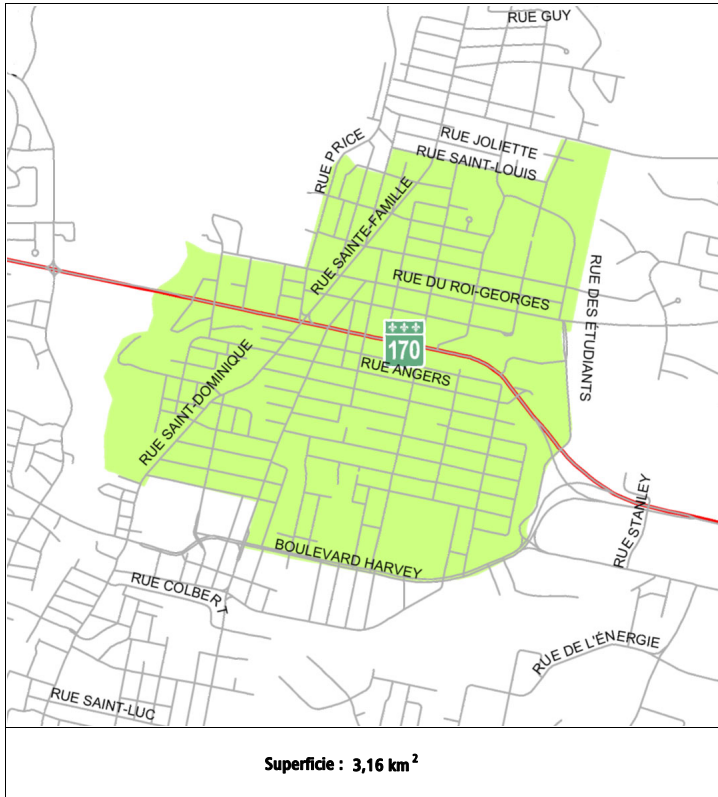 RUE GUY
RUE JOLIETTE
RUE SAINT-LOUIS
RUE PRICE
RUE SAINTE-FAMILLE
RUE DU ROI-GEORGES
RUE DES ÉTUDIANTS
170
RUE ANGERS
RUE SAINT-DOMINIQUE
RUE STANLEY
BOULEVARD HARVEY
RUE COLBERT
RUE DE L'ÉNERGIE
RUE SAINT-LUC
Superficie : 3,16 km²